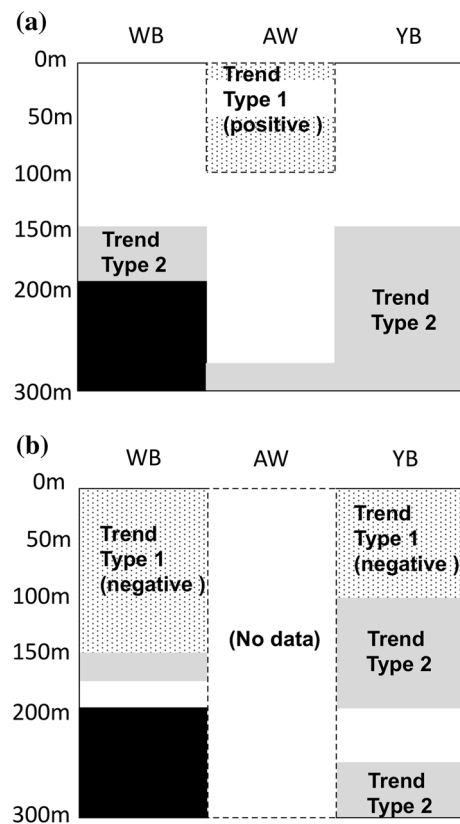 (a)
WB AW YB
0m
50m
100m
150m
200m
300m
Trend
Type 1
(positive )
Trend
Type 2
Trend
Type 2
(b)
WB AW YB
0m
50m
100m
150m
200m
300m
Trend
Type 1
(negative )
(No data)
Trend
Type 1
(negative )
Trend
Type 2
Trend
Type 2